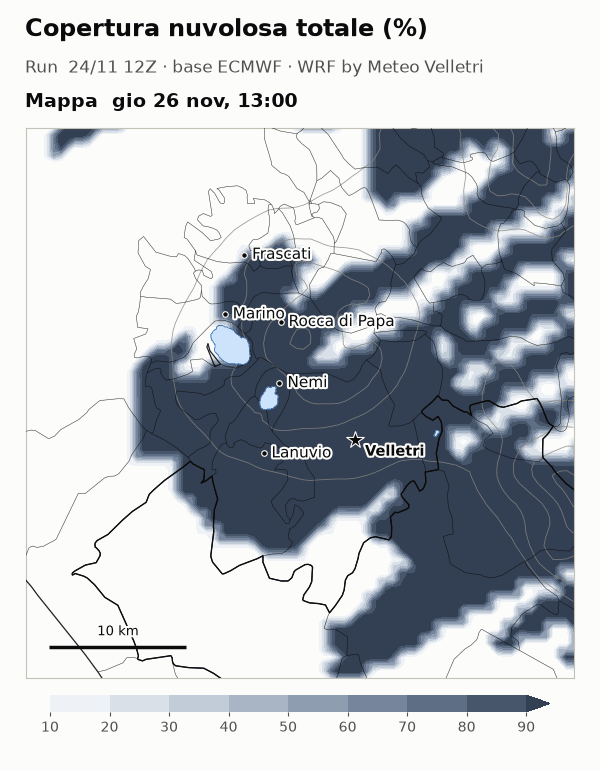 Copertura nuvolosa totale (%)
Run  24/11 12Z · base ECMWF · WRF by Meteo Velletri
Mappa  gio 26 nov, 13:00
Frascati
Marino
Rocca di Papa
Nemi
Velletri
Lanuvio
10 km
10 20 30 40 50 60 70 80 90